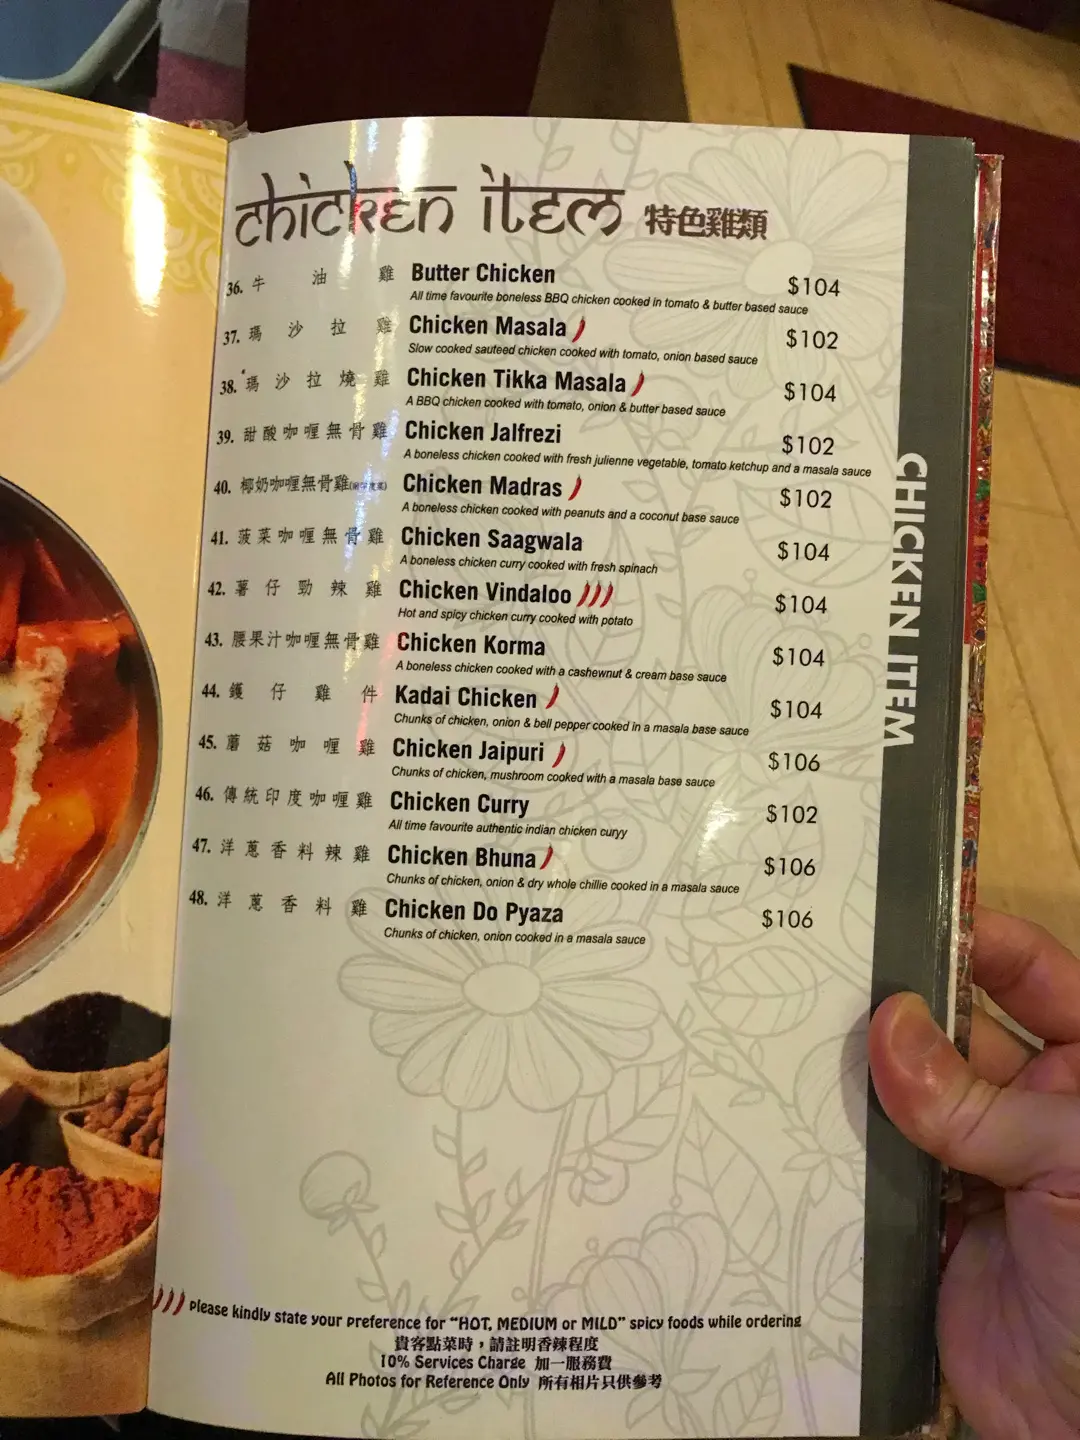 chicken item 特色雞類
36. 牛油雞 Butter Chicken $104
All time favourite boneless BBQ chicken cooked in tomato & butter based sauce
37. 瑪沙拉雞 Chicken Masala $102
Slow cooked sauteed chicken cooked with tomato, onion based sauce
38. 瑪沙拉燒雞 Chicken Tikka Masala $104
A BBQ chicken cooked with tomato, onion & butter based sauce
39. 甜酸咖喱無骨雞 Chicken Jalfrezi $102
A boneless chicken cooked with fresh julienne vegetable, tomato ketchup and a masala sauce
40. 椰奶咖喱無骨雞 Chicken Madras $102
A boneless chicken cooked with peanuts and a coconut base sauce
41. 菠菜咖喱無骨雞 Chicken Saagwala $104
A boneless chicken curry cooked with fresh spinach
42. 薯仔勁辣雞 Chicken Vindaloo $104
Hot and spicy chicken curry cooked with potato
43. 腰果汁咖喱無骨雞 Chicken Korma $104
A boneless chicken cooked with a cashewnut & cream base sauce
44. 鑊仔雞件 Kadai Chicken $104
Chunks of chicken, onion & bell pepper cooked in a masala base sauce
45. 蘑菇咖喱雞 Chicken Jaipuri $106
Chunks of chicken, mushroom cooked with a masala base sauce
46. 傳統印度咖喱雞 Chicken Curry $102
All time favourite authentic indian chicken curyy
47. 洋蔥香料辣雞 Chicken Bhuna $106
Chunks of chicken, onion & dry whole chillie cooked in a masala sauce
48. 洋蔥香料雞 Chicken Do Pyaza $106
Chunks of chicken, onion cooked in a masala sauce
CHICKEN ITEM
Please kindly state your preference for "HOT, MEDIUM or MILD" spicy foods while ordering
貴客點菜時，請註明香辣程度
10% Services Charge 加一服務費
All Photos for Reference Only 所有相片只供參考